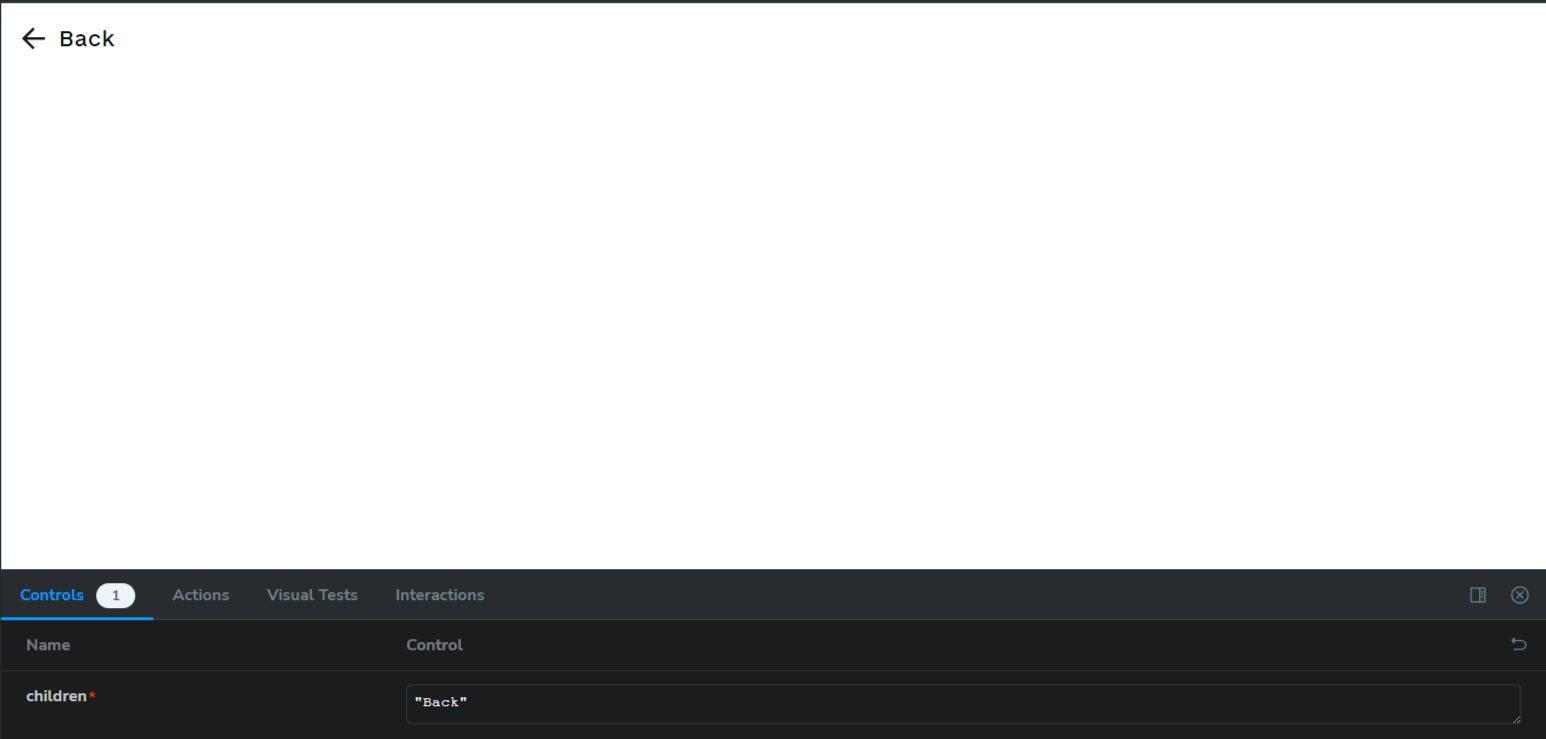 Back
Controls 1 Actions Visual Tests Interactions
Name Control
children* "Back"